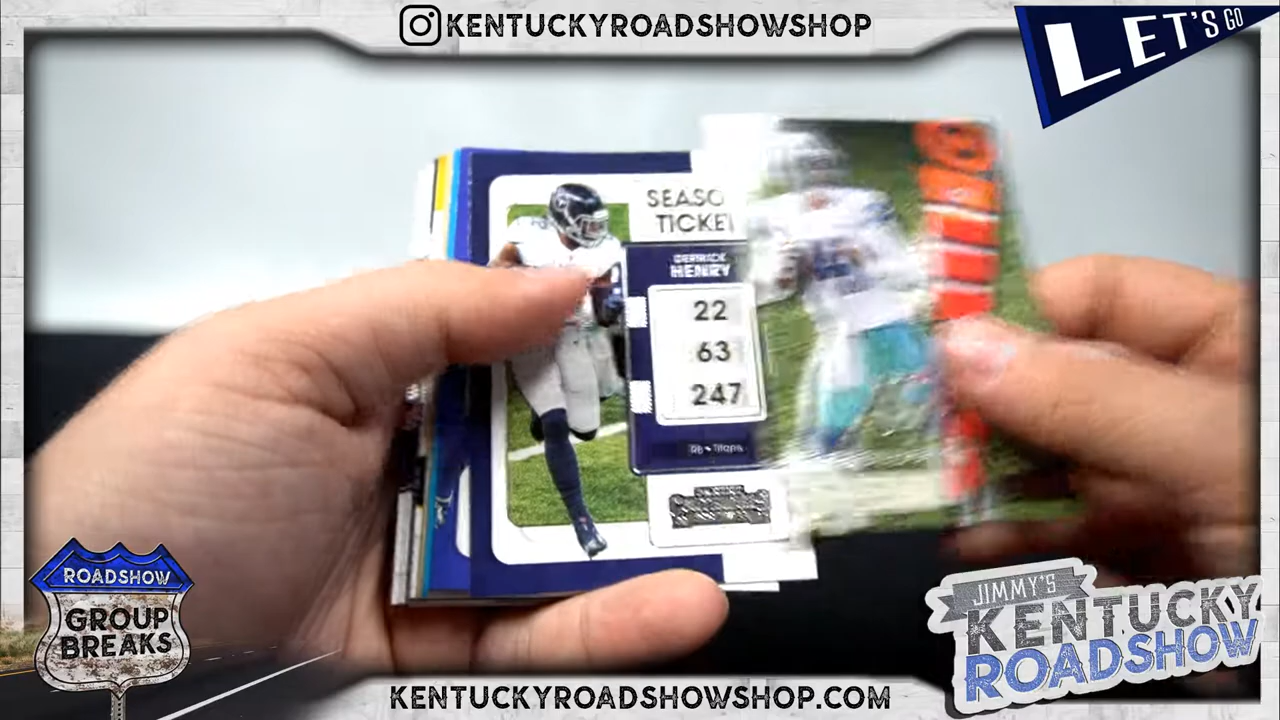 KENTUCKYROADSHOWSHOP
LET'S GO
SEASO
TICKET
DERRICK
HENRY
22
63
247
RB • Titans
ROADSHOW
GROUP
BREAKS
JIMMY'S
KENTUCKY
ROADSHOW
KENTUCKYROADSHOWSHOP.COM